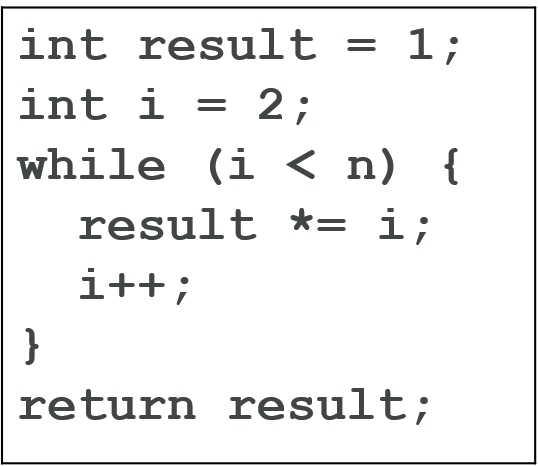 int result = 1;
int i = 2;
while (i < n) {
  result *= i;
  i++;
}
return result;